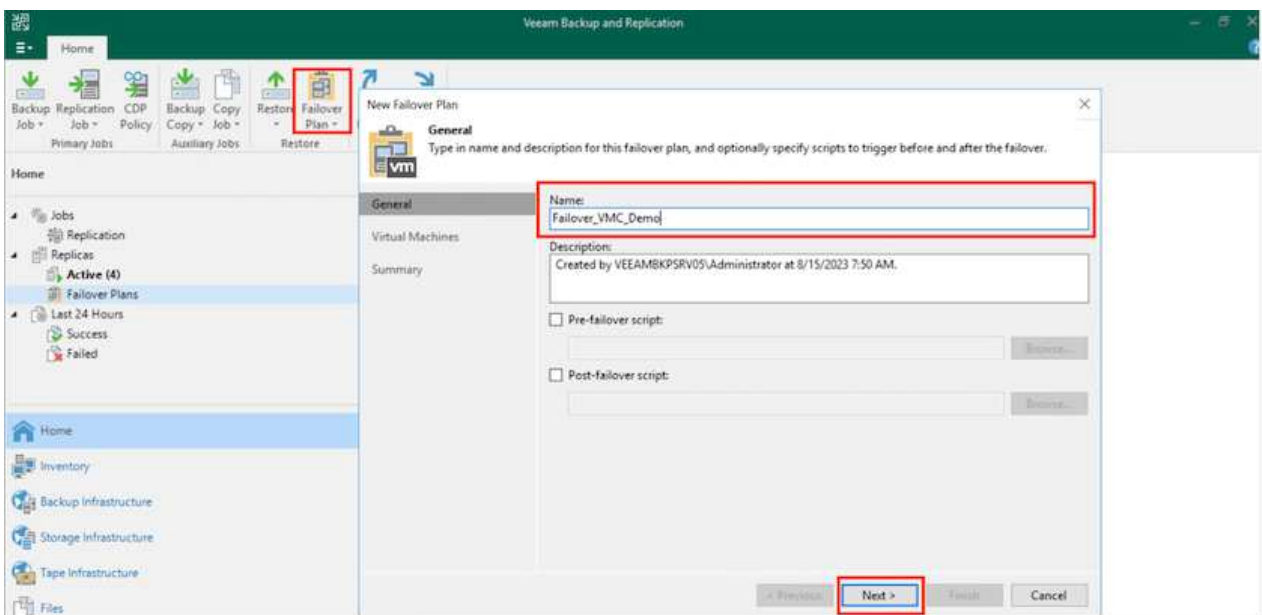 Veeam Backup and Replication
Home
Backup Job
Replication Job
CDP Policy
Backup Copy
Copy Job
Restore
Failover Plan
Primary Jobs
Auxiliary Jobs
Restore
Home
Jobs
Replication
Replicas
Active (4)
Failover Plans
Last 24 Hours
Success
Failed
Home
Inventory
Backup Infrastructure
Storage Infrastructure
Tape Infrastructure
Files
New Failover Plan
General
Type in name and description for this failover plan, and optionally specify scripts to trigger before and after the failover.
vm
General
Virtual Machines
Summary
Name:
Failover_VMC_Demo
Description:
Created by VEEAMBKPSRV05\Administrator at 8/15/2023 7:50 AM.
Pre-failover script:
Browse...
Post-failover script:
Browse...
< Previous
Next >
Finish
Cancel